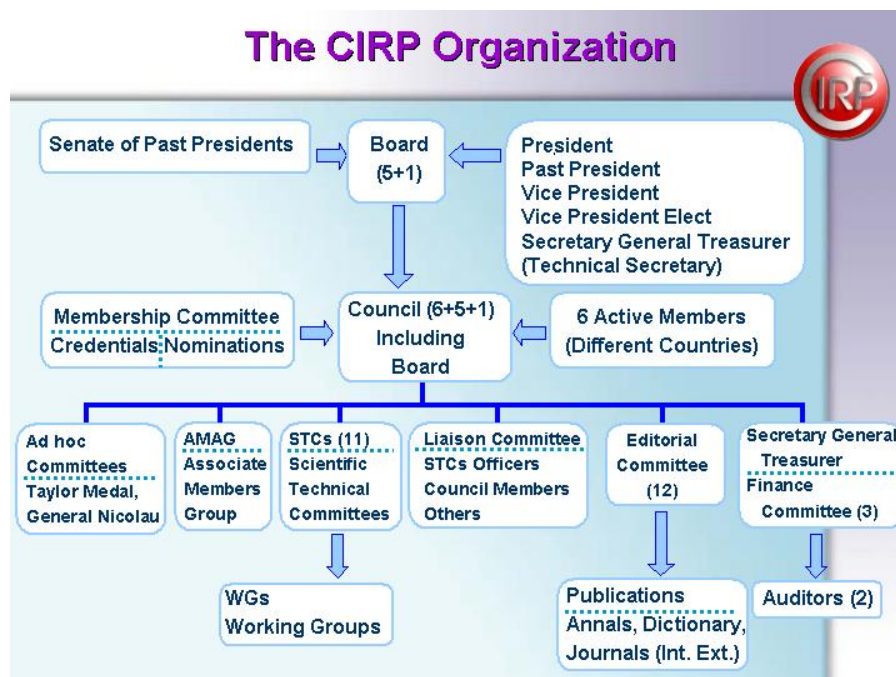 The CIRP Organization
CIRP
Senate of Past Presidents
Board
(5+1)
President
Past President
Vice President
Vice President Elect
Secretary General Treasurer
(Technical Secretary)
Membership Committee
Credentials Nominations
Council (6+5+1)
Including
Board
6 Active Members
(Different Countries)
Ad hoc
Committees
Taylor Medal,
General Nicolau
AMAG
Associate
Members
Group
STCs (11)
Scientific
Technical
Committees
Liaison Committee
STCs Officers
Council Members
Others
Editorial
Committee
(12)
Secretary General
Treasurer
Finance
Committee (3)
WGs
Working Groups
Publications
Annals, Dictionary,
Journals (Int. Ext.)
Auditors (2)